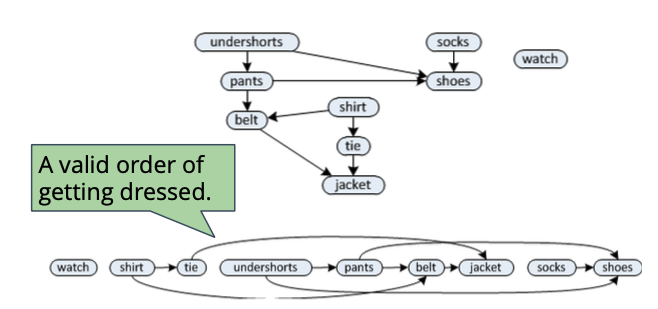 undershorts socks
watch
pants shoes
belt shirt
tie
jacket
A valid order of
getting dressed.
watch shirt tie undershorts pants belt jacket socks shoes